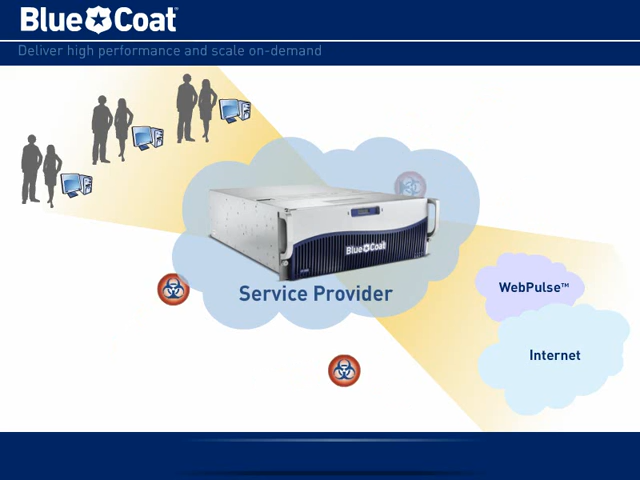 Blue Coat
Deliver high performance and scale on-demand
Blue Coat
Service Provider
WebPulse™
Internet